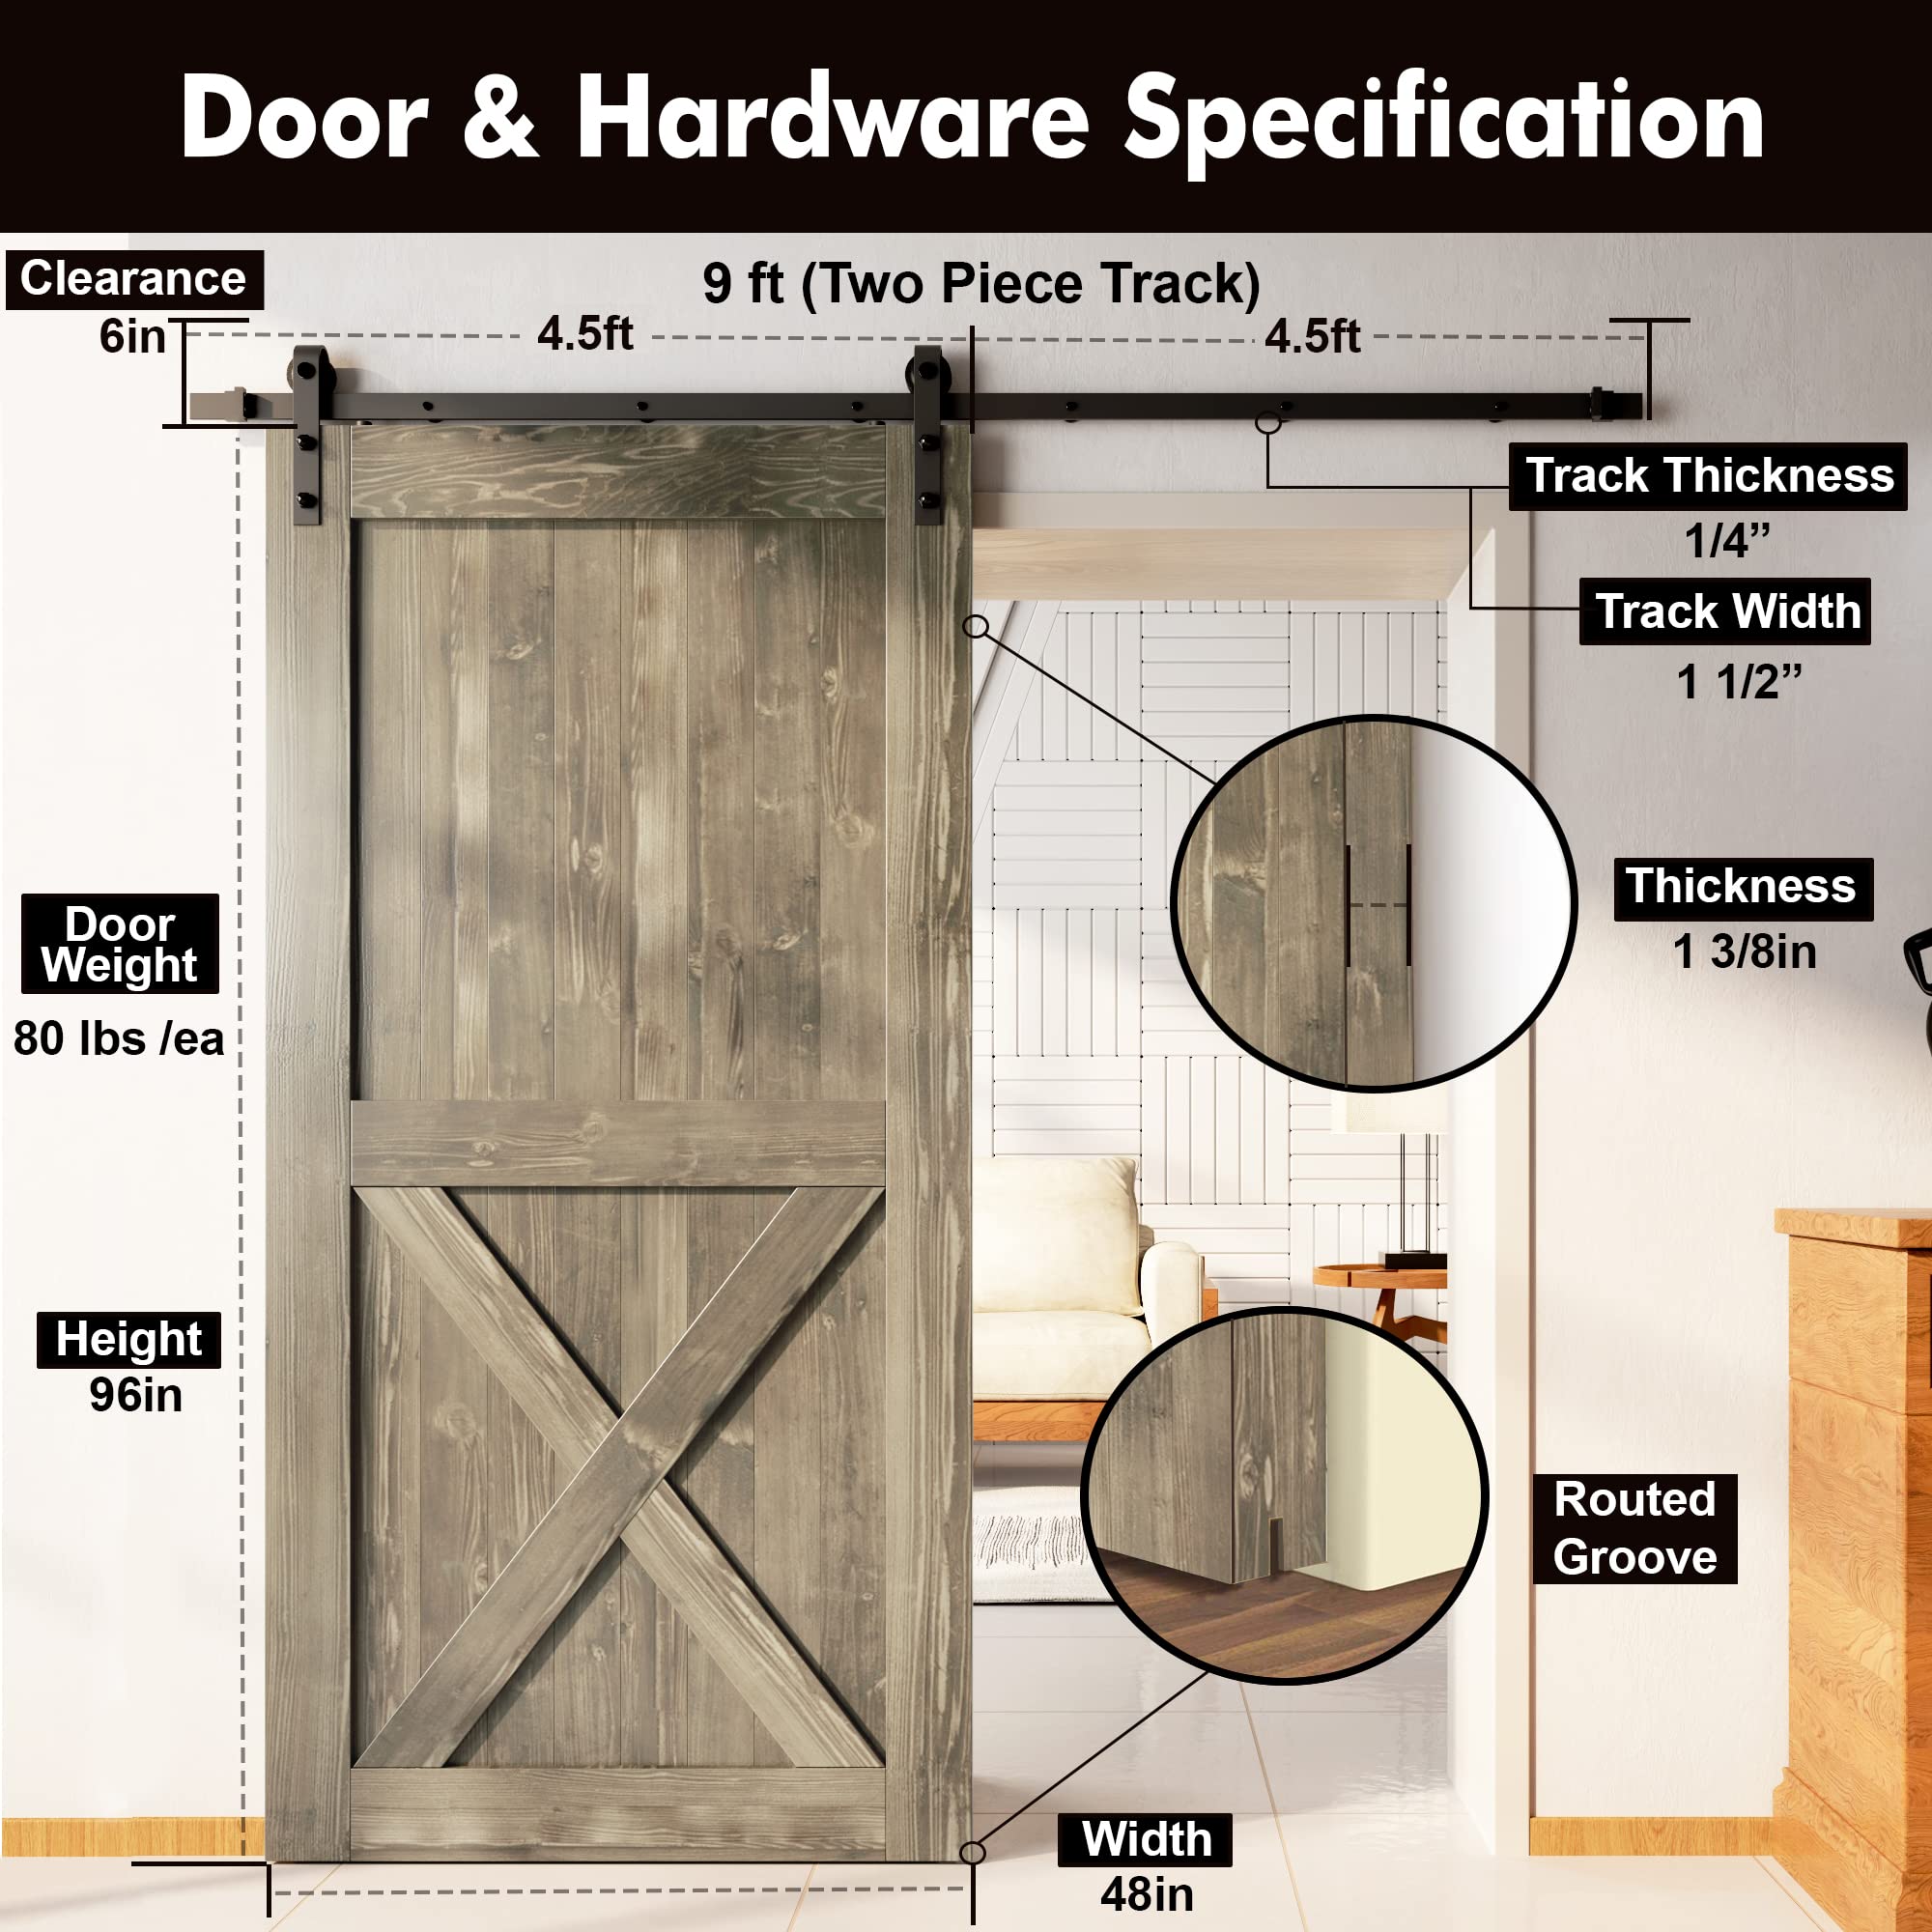 Door & Hardware Specification
Clearance
6in
9 ft (Two Piece Track)
4.5ft
4.5ft
Track Thickness
1/4”
Track Width
1 1/2”
Thickness
1 3/8in
Door
Weight
80 lbs /ea
Height
96in
Routed
Groove
Width
48in